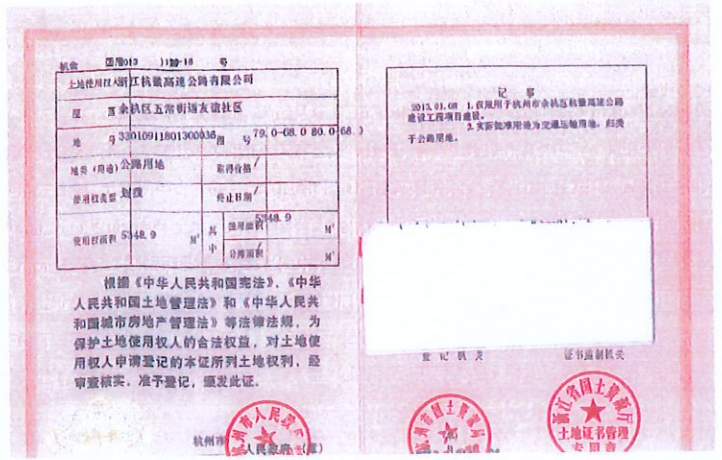 土地使用权人 浙江杭徽高速公路有限公司
座 落 余杭区五常街道友谊社区
地 号 33010911801300036 图 号 79.0-68.0 80.0-68.
地类（用途） 公路用地 取得价格 /
使用权类型 划拨 终止日期 /
使用权面积 5348.9 M² 其中 独用面积 5348.9 M²
分摊面积 / M²
根据《中华人民共和国宪法》、《中华
人民共和国土地管理法》和《中华人民共
和国城市房地产管理法》等法律法规，为
保护土地使用权人的合法权益，对土地使
用权人申请登记的本证所列土地权利，经
审查核实，准予登记，颁发此证。
杭州市
人民政府（章）
记 事
2013.01.08 1.仅限用于杭州市余杭区杭徽高速公路
建设工程项目建设。
2.实际批准用途为交通运输用地，归类
于公路用地。
登记机关
证书监制机关
浙江省国土资源厅
土地证书管理
专用章